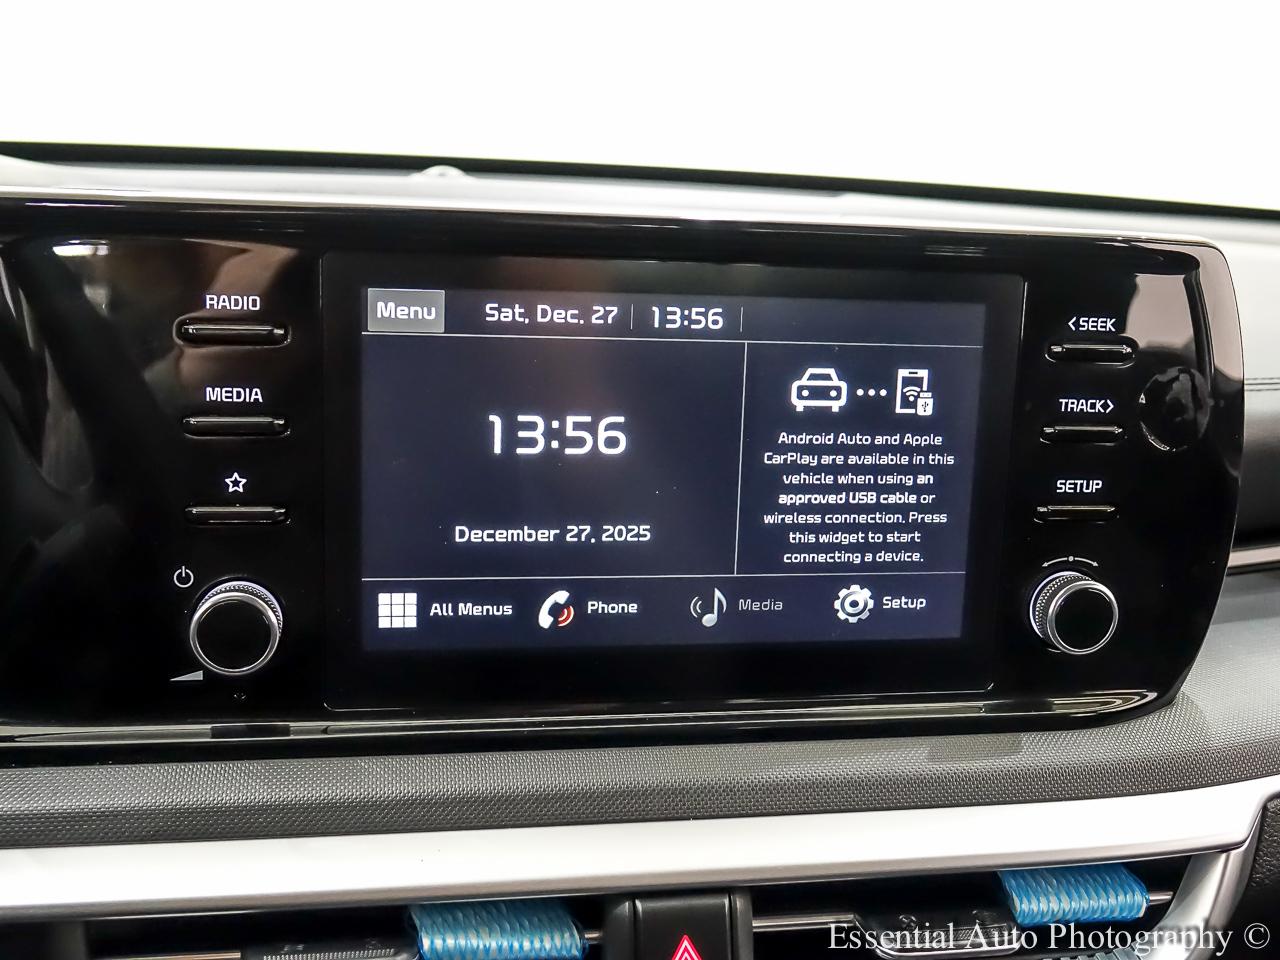 RADIO
MEDIA
Menu
Sat, Dec. 27
13:56
13:56
December 27, 2025
Android Auto and Apple
CarPlay are available in this
vehicle when using an
approved USB cable or
wireless connection. Press
this widget to start
connecting a device.
All Menus
Phone
Media
Setup
<SEEK
TRACK>
SETUP
Essential Auto Photography ©